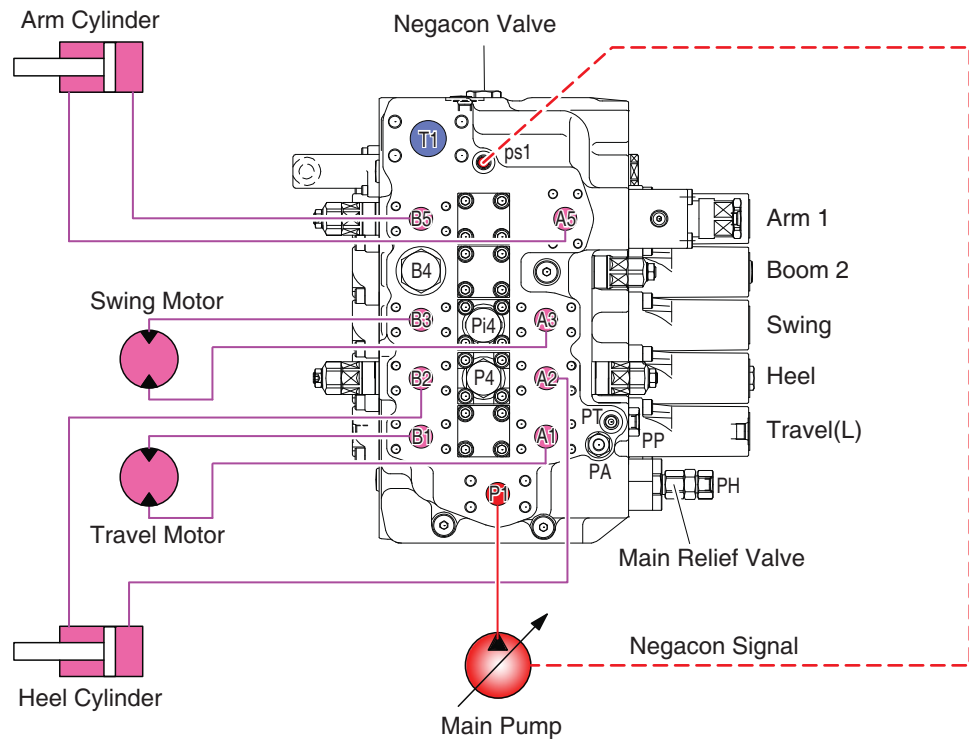 Arm Cylinder
Negacon Valve
T1
ps1
B5
A5
Arm 1
B4
Boom 2
Swing Motor
B3
Pi4
A3
Swing
B2
P4
A2
Heel
B1
A1
PT
PP
Travel(L)
PA
P1
PH
Travel Motor
Main Relief Valve
Negacon Signal
Heel Cylinder
Main Pump